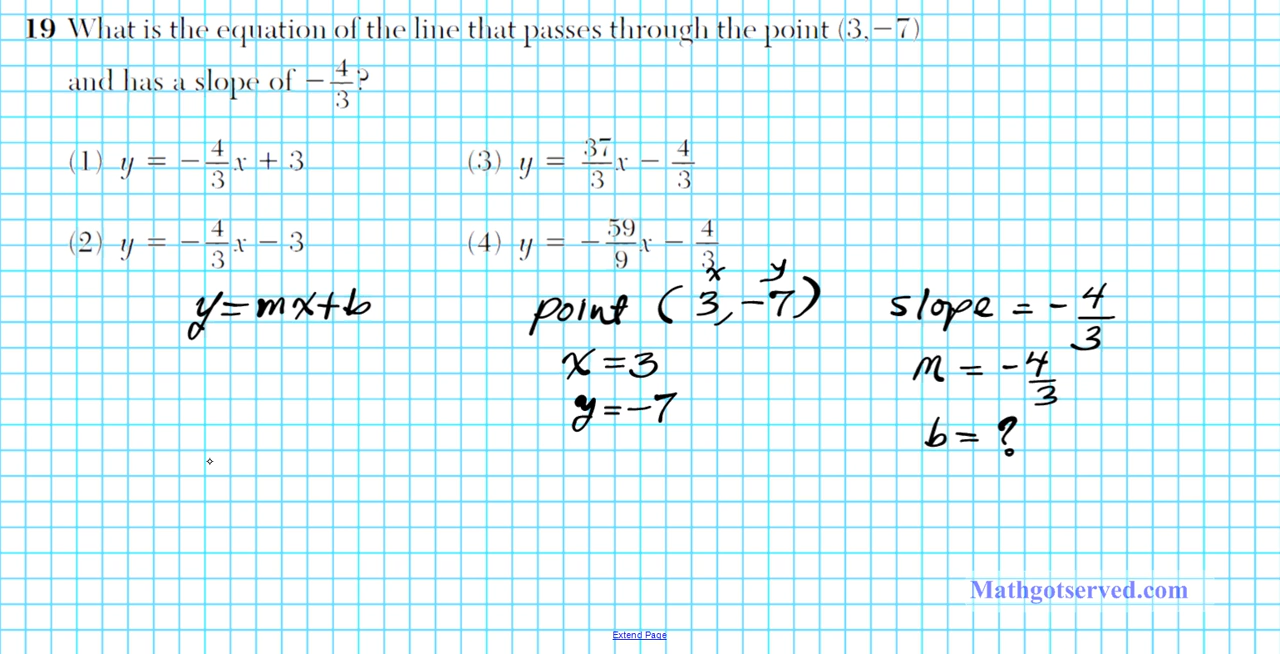 19 What is the equation of the line that passes through the point (3,−7)
and has a slope of −4/3?
(1) y = −4/3x + 3
(3) y = 37/3x − 4/3
(2) y = −4/3x − 3
(4) y = −59/9x − 4/3
y=mx+b
x y
point (3,-7)
slope = -4/3
x=3
m = -4/3
y=-7
b= ?
Mathgotserved.com
Extend Page